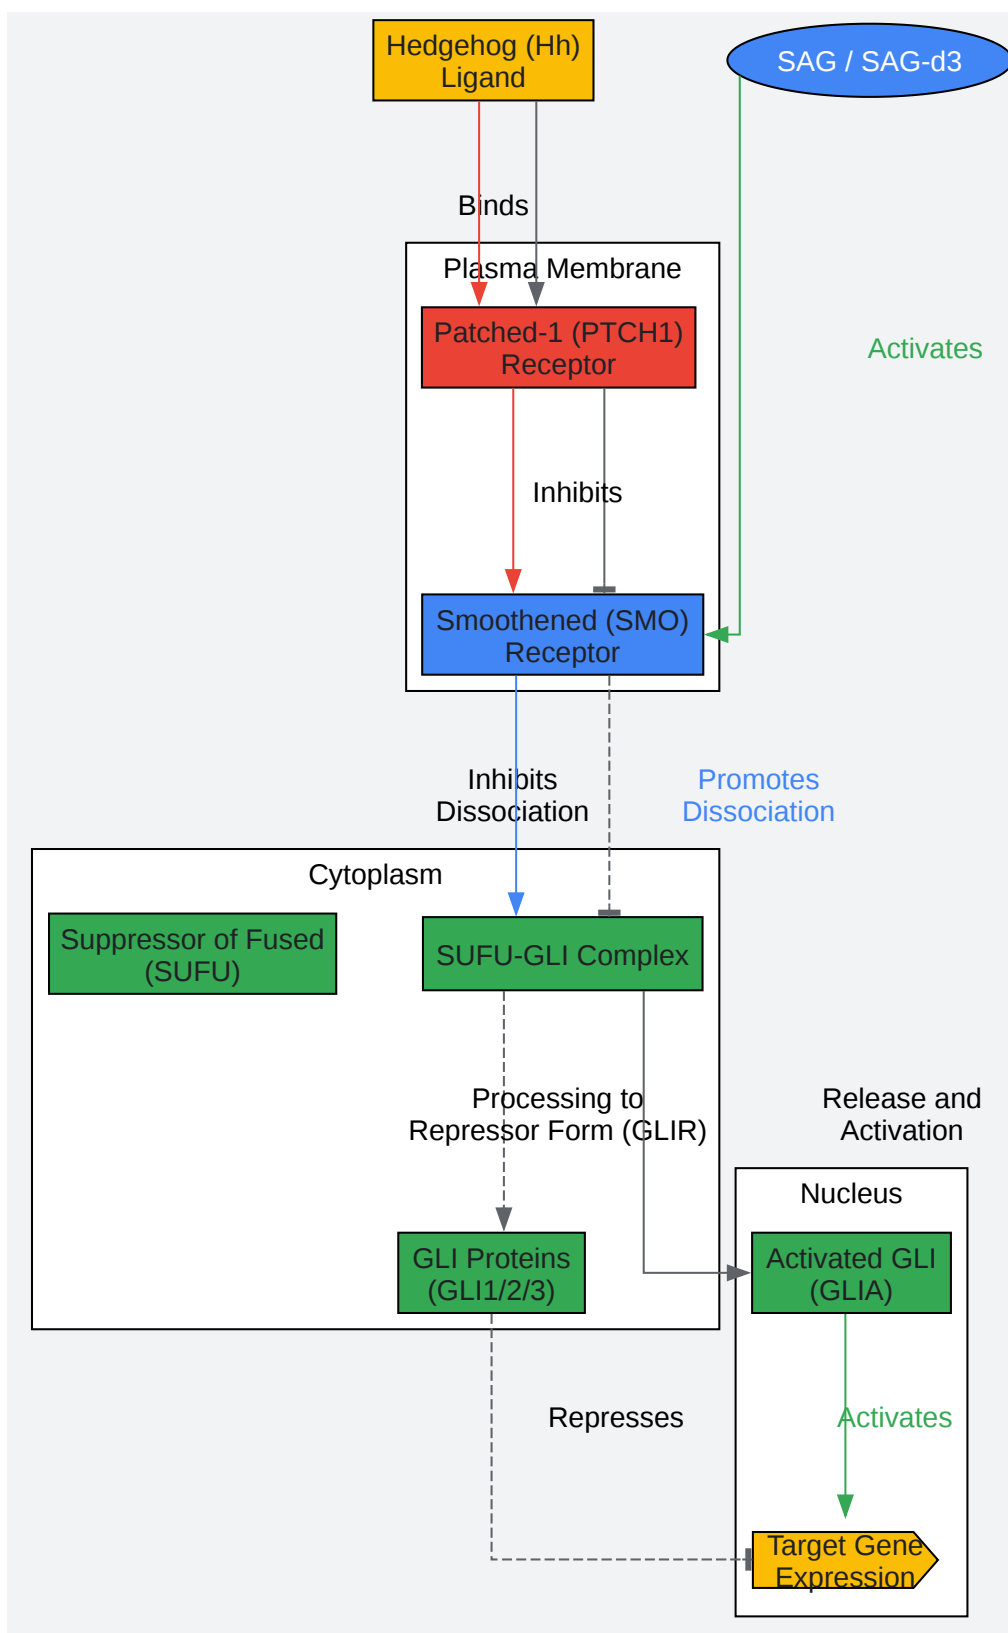 Hedgehog (Hh)
Ligand
SAG / SAG-d3
Binds
Plasma Membrane
Patched-1 (PTCH1)
Receptor
Activates
Inhibits
Smoothened (SMO)
Receptor
Inhibits
Dissociation
Promotes
Dissociation
Cytoplasm
Suppressor of Fused
(SUFU)
SUFU-GLI Complex
Processing to
Repressor Form (GLIR)
Release and
Activation
Nucleus
GLI Proteins
(GLI1/2/3)
Activated GLI
(GLIA)
Represses
Activates
Target Gene
Expression